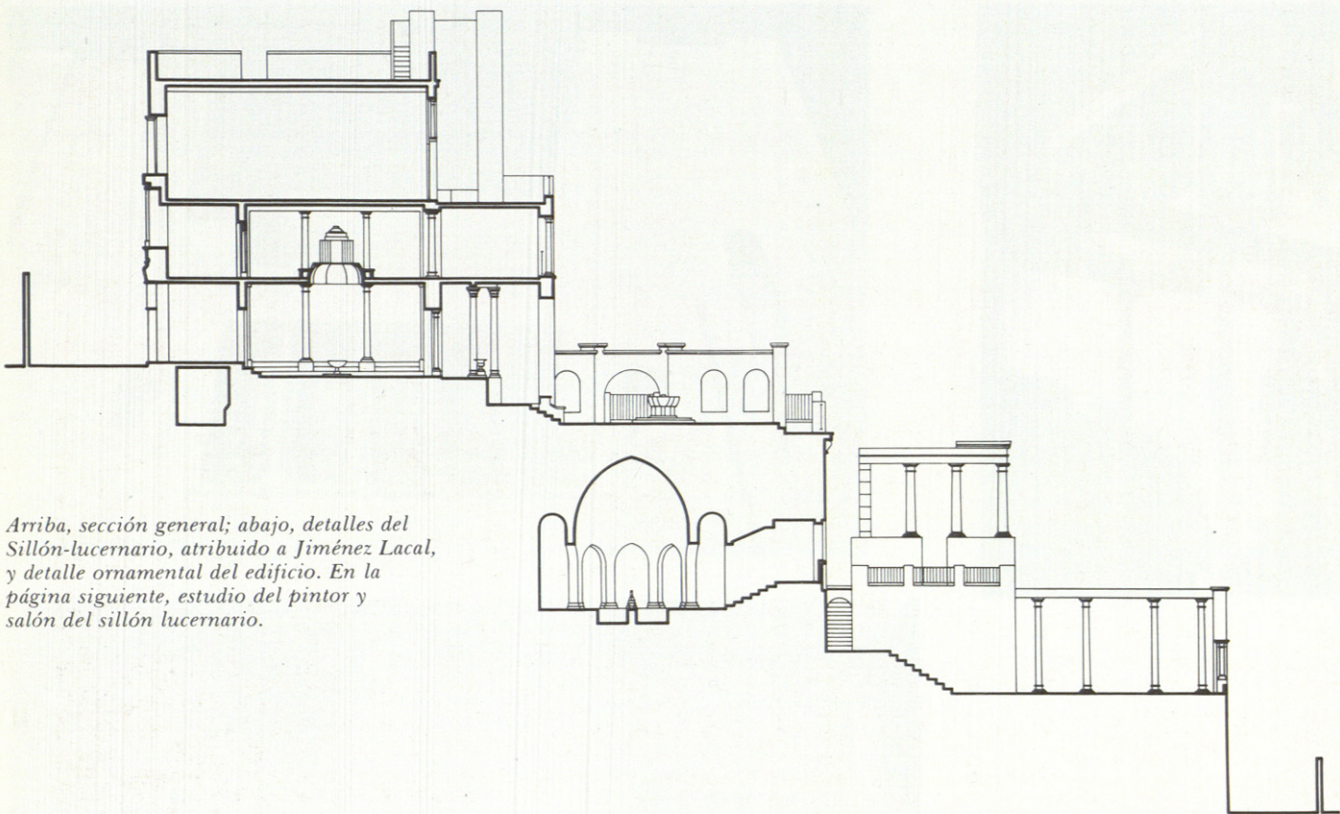 Arriba, sección general; abajo, detalles del
Sillón-lucernario, atribuido a Jiménez Lacal,
y detalle ornamental del edificio. En la
página siguiente, estudio del pintor y
salón del sillón lucernario.